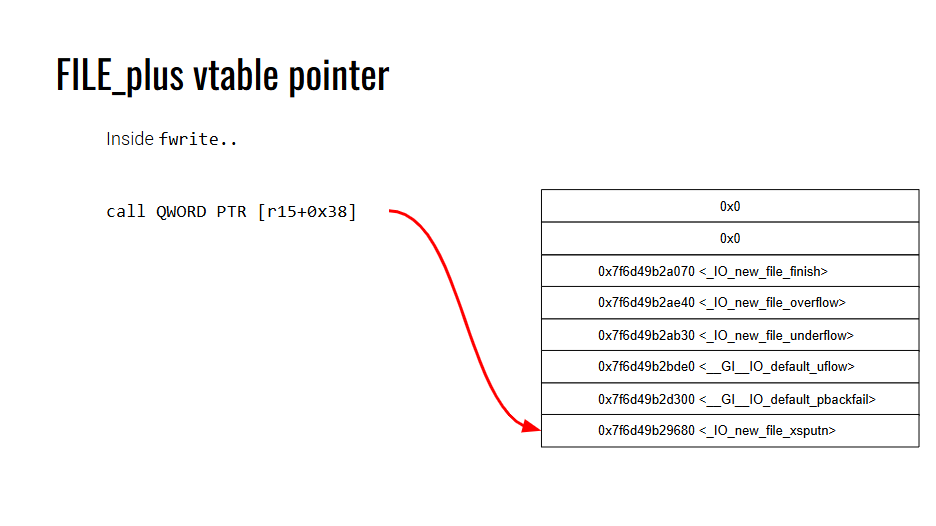 FILE_plus vtable pointer
Inside fwrite..
call QWORD PTR [r15+0x38]
0x0
0x0
0x7f6d49b2a070 <_IO_new_file_finish>
0x7f6d49b2ae40 <_IO_new_file_overflow>
0x7f6d49b2ab30 <_IO_new_file_underflow>
0x7f6d49b2bde0 <__GI__IO_default_uflow>
0x7f6d49b2d300 <__GI__IO_default_pbackfail>
0x7f6d49b29680 <_IO_new_file_xsputn>